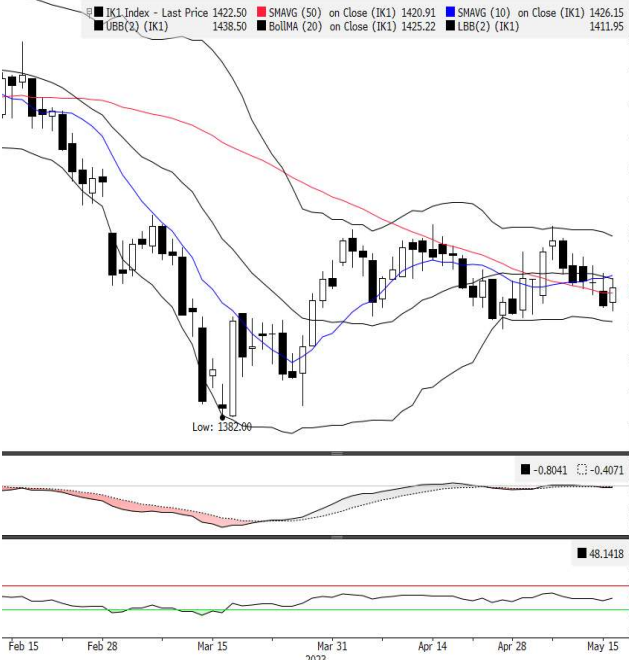 IK1 Index - Last Price 1422.50 SMAVG (50) on Close (IK1) 1420.91 SMAVG (10) on Close (IK1) 1426.15
UBB(2) (IK1) 1438.50 BollMA (20) on Close (IK1) 1425.22 LBB(2) (IK1) 1411.95
Low: 1382.00
-0.8041 -0.4071
48.1418
Feb 15 Feb 28 Mar 15 Mar 31 Apr 14 Apr 28 May 15
2023